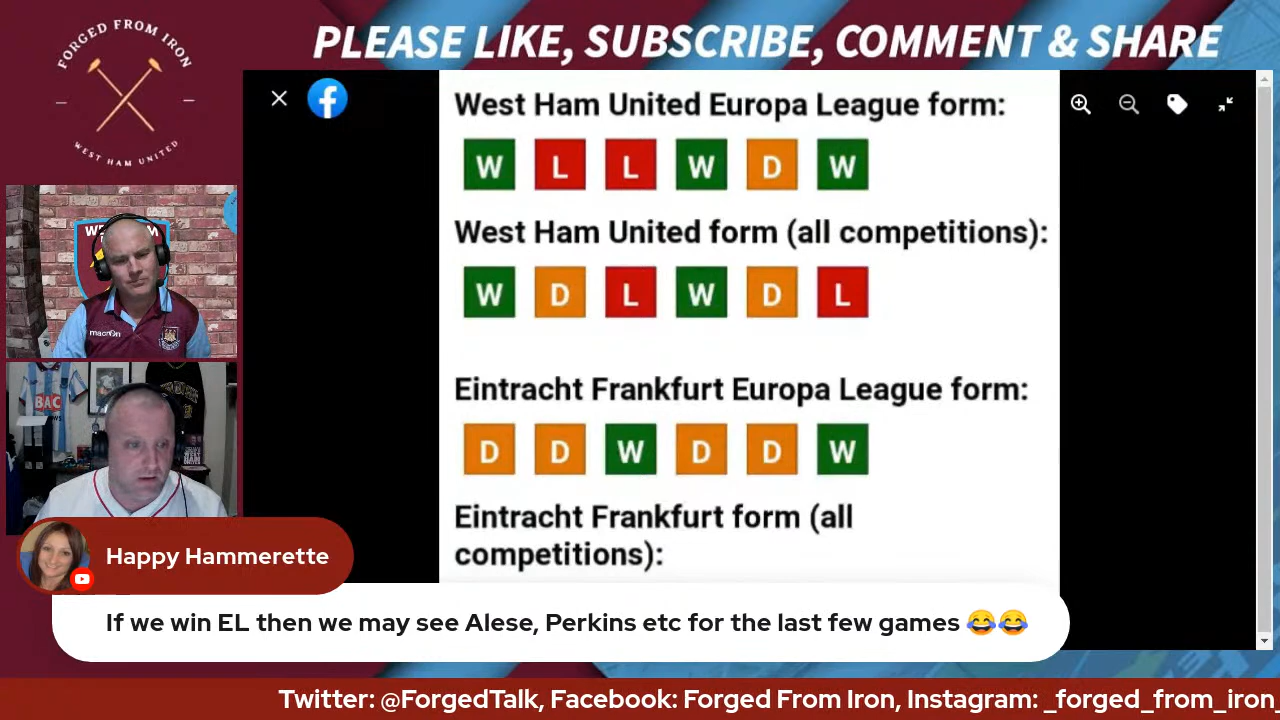 FORGED FROM IRON
WEST HAM UNITED
PLEASE LIKE, SUBSCRIBE, COMMENT & SHARE
West Ham United Europa League form:
W L L W D W
West Ham United form (all competitions):
W D L W D L
Eintracht Frankfurt Europa League form:
D D W D D W
Eintracht Frankfurt form (all
competitions):
macron
BAC
Happy Hammerette
If we win EL then we may see Alese, Perkins etc for the last few games 😂😂
Twitter: @ForgedTalk, Facebook: Forged From Iron, Instagram: _forged_from_iron_